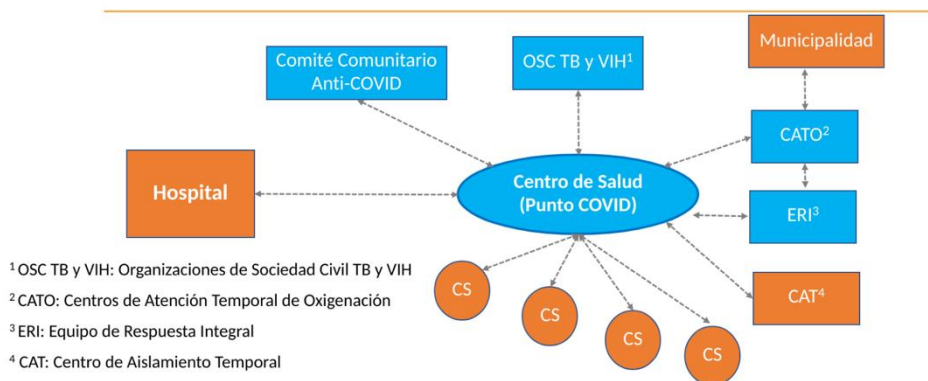 Municipalidad
Comité Comunitario
Anti-COVID
OSC TB y VIH¹
CATO²
Hospital
Centro de Salud
(Punto COVID)
ERI³
¹ OSC TB y VIH: Organizaciones de Sociedad Civil TB y VIH
² CATO: Centros de Atención Temporal de Oxigenación
³ ERI: Equipo de Respuesta Integral
⁴ CAT: Centro de Aislamiento Temporal
CS
CS
CS
CS
CAT⁴